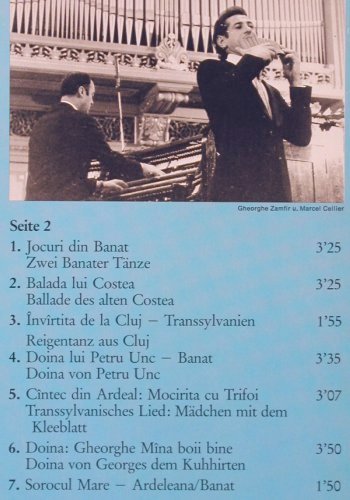 Gheorghe Zamfir u. Marcel Cellier
Seite 2
1. Jocuri din Banat 3'25
Zwei Banater Tänze
2. Balada lui Costea 3'25
Ballade des alten Costea
3. Învîrtita de la Cluj – Transsylvanien 1'55
Reigentanz aus Cluj
4. Doina lui Petru Unc – Banat 3'35
Doina von Petru Unc
5. Cîntec din Ardeal: Mocirita cu Trifoi 3'07
Transsylvanisches Lied: Mädchen mit dem
Kleeblatt
6. Doina: Gheorghe Mîna boii bine 3'50
Doina von Georges dem Kuhhirten
7. Sorocul Mare – Ardeleana/Banat 1'50